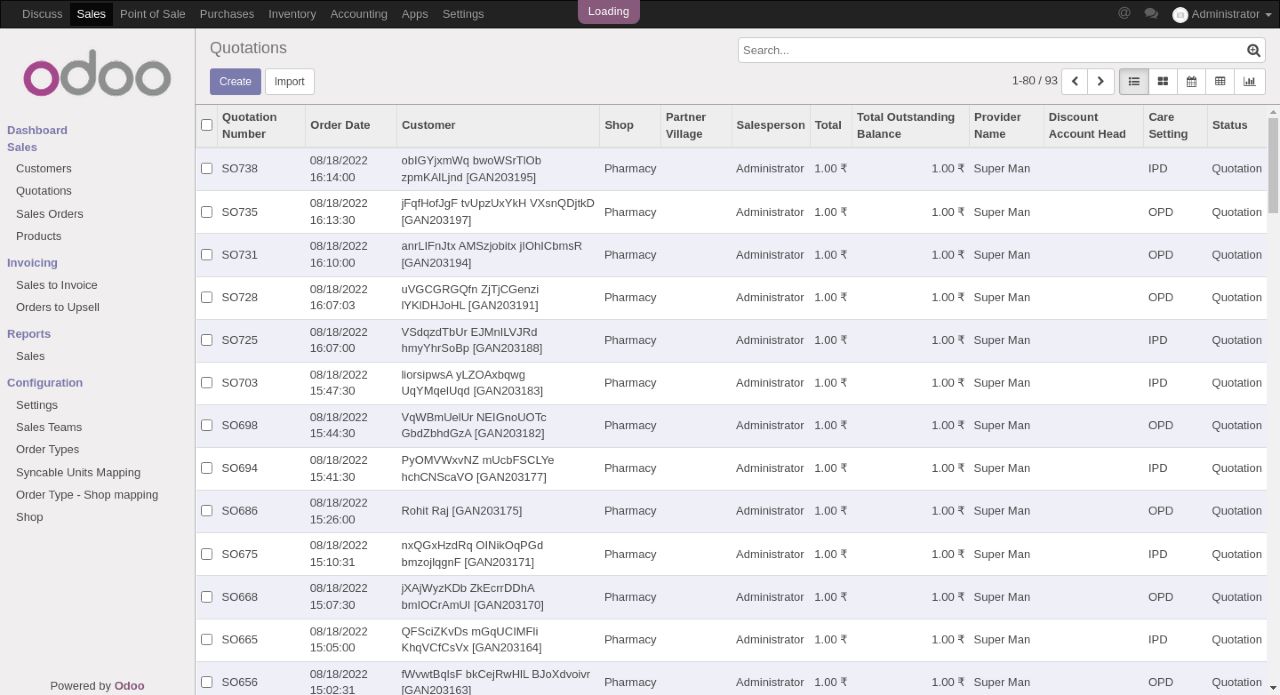 Discuss Sales Point of Sale Purchases Inventory Accounting Apps Settings Loading @ Administrator
odoo
Quotations
Search...
Create Import
1-80 / 93
Dashboard
Sales
Customers
Quotations
Sales Orders
Products
Invoicing
Sales to Invoice
Orders to Upsell
Reports
Sales
Configuration
Settings
Sales Teams
Order Types
Syncable Units Mapping
Order Type - Shop mapping
Shop
Powered by Odoo
Quotation Number Order Date Customer Shop Partner Village Salesperson Total Total Outstanding Balance Provider Name Discount Account Head Care Setting Status
SO738 08/18/2022 16:14:00 obIGYjxmWq bwoWSrTlOb zpmKAlLjnd [GAN203195] Pharmacy Administrator 1.00 ₹ 1.00 ₹ Super Man IPD Quotation
SO735 08/18/2022 16:13:30 jFqfHofJgF tvUpzUxYkH VXsnQDjtkD [GAN203197] Pharmacy Administrator 1.00 ₹ 1.00 ₹ Super Man OPD Quotation
SO731 08/18/2022 16:10:00 anrLIFnJtx AMSzjobitx jIOhICbmsR [GAN203194] Pharmacy Administrator 1.00 ₹ 1.00 ₹ Super Man IPD Quotation
SO728 08/18/2022 16:07:03 uVGCGRGQfn ZjTjCGenzi lYKlDHJoHL [GAN203191] Pharmacy Administrator 1.00 ₹ 1.00 ₹ Super Man OPD Quotation
SO725 08/18/2022 16:07:00 VSdqzdTbUr EJMnILVJRd hmyYhrSoBp [GAN203188] Pharmacy Administrator 1.00 ₹ 1.00 ₹ Super Man IPD Quotation
SO703 08/18/2022 15:47:30 liorsipwsA yLZOAxbqwg UqYMqelUqd [GAN203183] Pharmacy Administrator 1.00 ₹ 1.00 ₹ Super Man IPD Quotation
SO698 08/18/2022 15:44:30 VqWBmUelUr NEIGnoUOTc GbdZbhdGzA [GAN203182] Pharmacy Administrator 1.00 ₹ 1.00 ₹ Super Man OPD Quotation
SO694 08/18/2022 15:41:30 PyOMVWxvNZ mUcbFSCLYe hchCNScaVO [GAN203177] Pharmacy Administrator 1.00 ₹ 1.00 ₹ Super Man IPD Quotation
SO686 08/18/2022 15:26:00 Rohit Raj [GAN203175] Pharmacy Administrator 1.00 ₹ 1.00 ₹ Super Man OPD Quotation
SO675 08/18/2022 15:10:31 nxQGxHzdRq OINikOqPGd bmzojIqgnF [GAN203171] Pharmacy Administrator 1.00 ₹ 1.00 ₹ Super Man IPD Quotation
SO668 08/18/2022 15:07:30 jXAjWyzKDb ZkEcrrDDhA bmIOCrAmUI [GAN203170] Pharmacy Administrator 1.00 ₹ 1.00 ₹ Super Man OPD Quotation
SO665 08/18/2022 15:05:00 QFSciZKvDs mGqUCIMFli KhqVCfCsVx [GAN203164] Pharmacy Administrator 1.00 ₹ 1.00 ₹ Super Man IPD Quotation
SO656 08/18/2022 15:02:31 fWvwtBqlsF bkCejRwHlL BJoXdvoivr [GAN203163] Pharmacy Administrator 1.00 ₹ 1.00 ₹ Super Man OPD Quotation